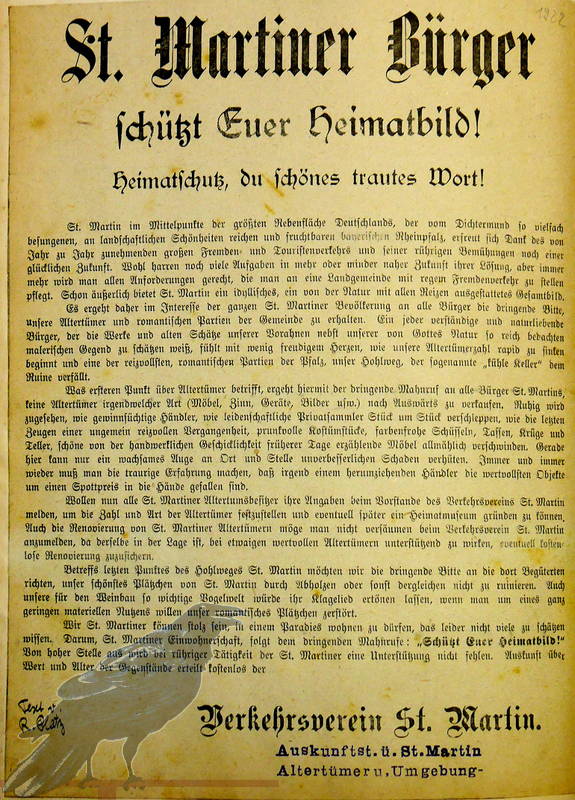 1922
St. Martiner Bürger
schützt Euer Heimatbild!
Heimatschutz, du schönes trautes Wort!
St. Martin im Mittelpunkte der größten Rebenfläche Deutschlands, der vom Dichtermund so vielfach
besungenen, an landschaftlichen Schönheiten reichen und fruchtbaren bayerischen Rheinpfalz, erfreut sich Dank des von
Jahr zu Jahr zunehmenden großen Fremden- und Touristenverkehrs und seiner rührigen Bemühungen noch einer
glücklichen Zukunft. Wohl harren noch viele Aufgaben in mehr oder minder naher Zukunft ihrer Lösung, aber immer
mehr wird man allen Anforderungen gerecht, die man an eine Landgemeinde mit regem Fremdenverkehr zu stellen
pflegt. Schon äußerlich bietet St. Martin ein idyllisches, ein von der Natur mit allen Reizen ausgestattetes Gesamtbild.
Es ergeht daher im Interesse der ganzen St. Martiner Bevölkerung an alle Bürger die dringende Bitte,
unsere Altertümer und romantischen Partien der Gemeinde zu erhalten. Ein jeder verständige und naturliebende
Bürger, der die Werke und alten Schätze unserer Vorahnen nebst unserer von Gottes Natur so reich bedachten
malerischen Gegend zu schätzen weiß, fühlt mit wenig freudigem Herzen, wie unsere Altertümerzahl rapid zu sinken
beginnt und eine der reizvollsten, romantischen Partien der Pfalz, unser Hohlweg, der sogenannte „kühle Keller" dem
Ruine verfällt.
Was ersteren Punkt über Altertümer betrifft, ergeht hiermit der dringende Mahnruf an alle Bürger St. Martins,
keine Altertümer irgendwelcher Art (Möbel, Zinn, Geräte, Bilder usw.) nach Auswärts zu verkaufen. Ruhig wird
zugesehen, wie gewinnsüchtige Händler, wie leidenschaftliche Privatsammler Stück um Stück verschleppen, wie die letzten
Zeugen einer ungemein reizvollen Vergangenheit, prunkvolle Kostümstücke, farbenfrohe Schüsseln, Tassen, Krüge und
Teller, schöne von der handwerklichen Geschicklichkeit früherer Tage erzählende Möbel allmählich verschwinden. Gerade
hier kann nur ein wachsames Auge an Ort und Stelle unverbesserlichen Schaden verhüten. Immer und immer
wieder muß man die traurige Erfahrung machen, daß irgend einem herumziehenden Händler die wertvollsten Objekte
um einen Spottpreis in die Hände gefallen sind.
Wollen nun alle St. Martiner Altertumsbesitzer ihre Angaben beim Vorstande des Verkehrsvereins St. Martin
melden, um die Zahl und Art der Altertümer festzustellen und eventuell später ein Heimatmuseum gründen zu können.
Auch die Renovierung von St. Martiner Altertümern möge man nicht versäumen beim Verkehrsverein St. Martin
anzumelden, da derselbe in der Lage ist, bei etwaigen wertvollen Altertümern unterstützend zu wirken, eventuell kosten-
lose Renovierung zuzusichern.
Betreffs letzten Punktes des Hohlweges St. Martin möchten wir die dringende Bitte an die dort Begüterten
richten, unser schönstes Plätzchen von St. Martin durch Abholzen oder sonst dergleichen nicht zu ruinieren. Auch
unsere für den Weinbau so wichtige Vogelwelt würde ihr Klagelied ertönen lassen, wenn man um eines ganz
geringen materiellen Nutzens willen unser romantisches Plätzchen zerstört.
Wir St. Martiner können stolz sein, in einem Paradies wohnen zu dürfen, das leider nicht viele zu schätzen
wissen. Darum, St. Martiner Einwohnerschaft, folgt dem dringenden Mahnrufe: „Schützt Euer Heimatbild!"
Von hoher Stelle aus wird bei rühriger Tätigkeit der St. Martiner eine Unterstützung nicht fehlen. Auskunft über
Wert und Alter der Gegenstände erteilt kostenlos der
Text v.
R. Glatz
Verkehrsverein St. Martin.
Auskunftst. ü. St. Martin
Altertümer u. Umgebung-